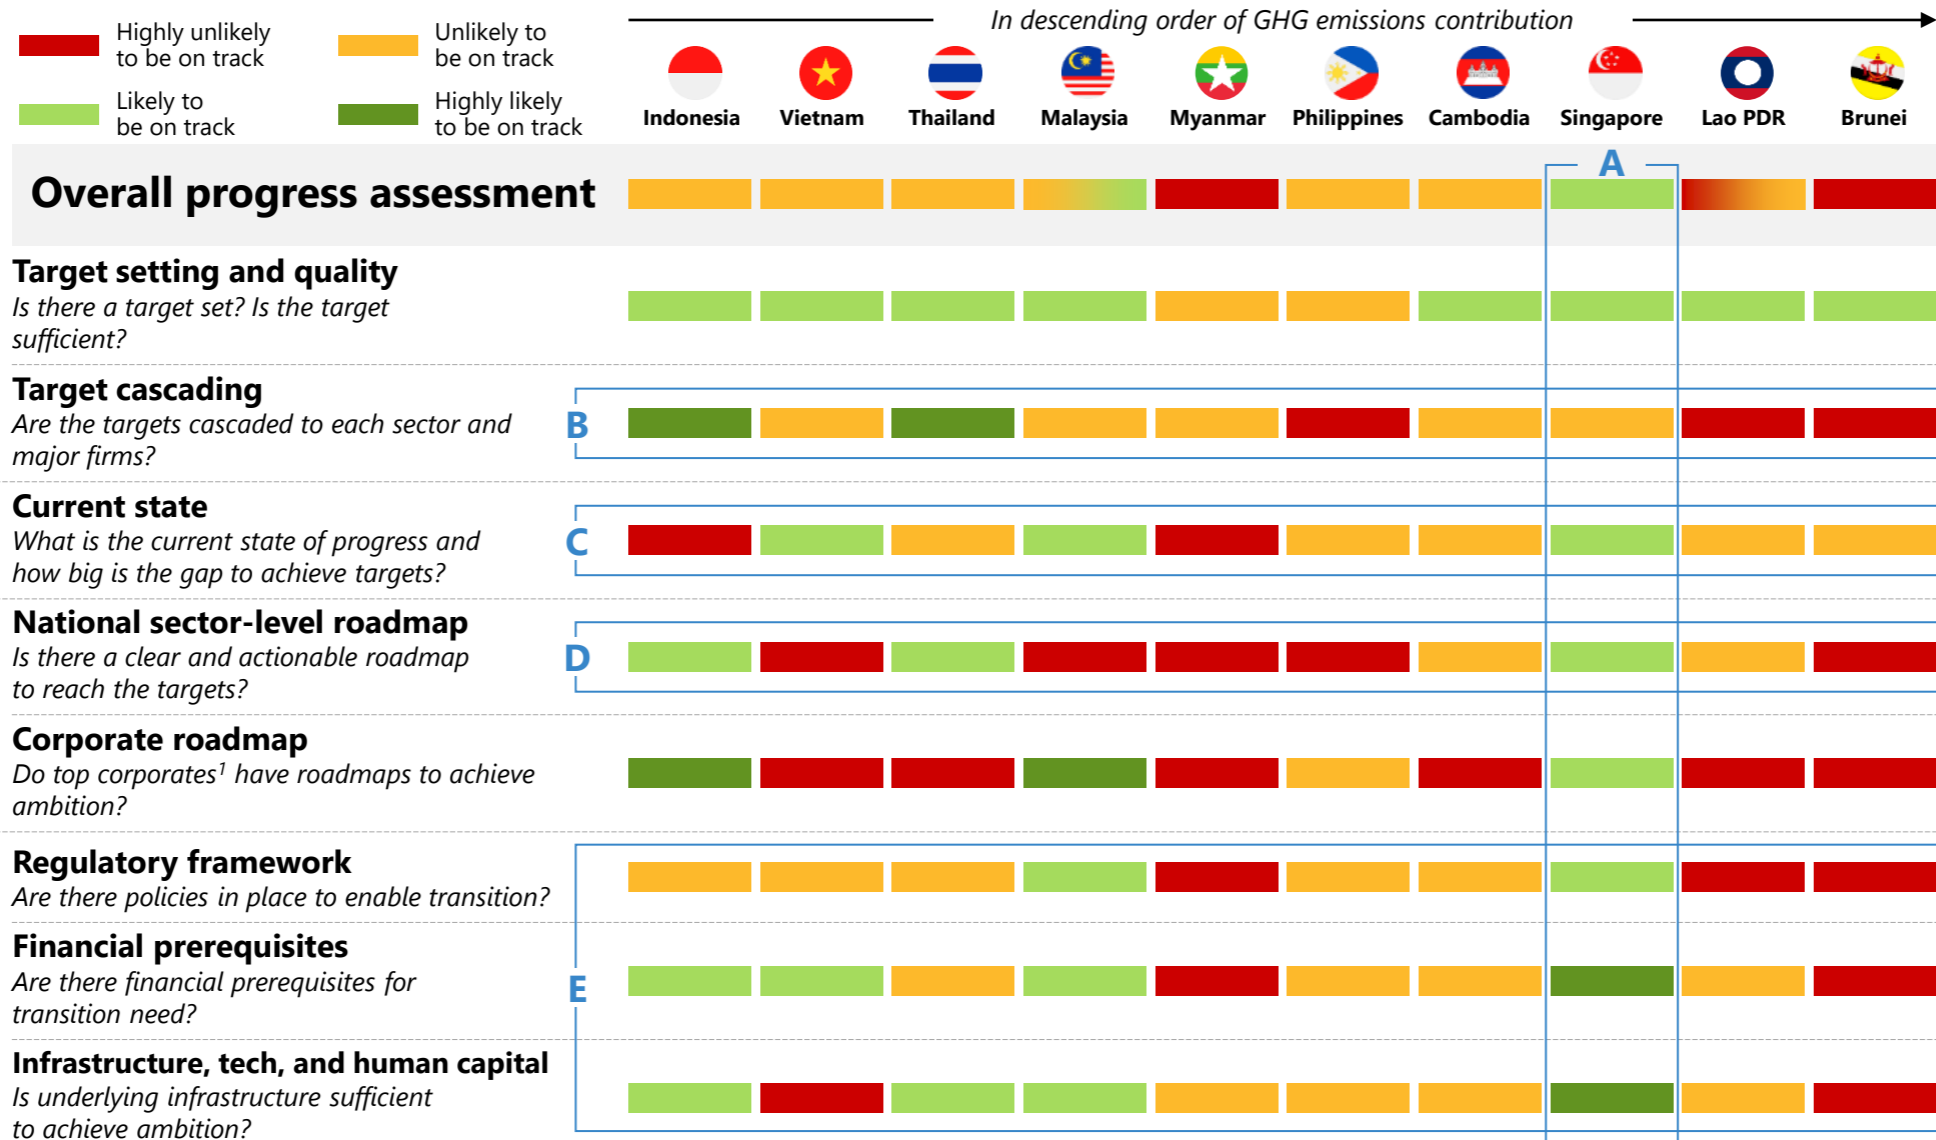 In descending order of GHG emissions contribution
Highly unlikely
to be on track
Unlikely to
be on track
Likely to
be on track
Highly likely
to be on track
Indonesia
Vietnam
Thailand
Malaysia
Myanmar
Philippines
Cambodia
Singapore
Lao PDR
Brunei
A
Overall progress assessment
Target setting and quality
Is there a target set? Is the target
sufficient?
Target cascading
Are the targets cascaded to each sector and
major firms?
B
Current state
What is the current state of progress and
how big is the gap to achieve targets?
C
National sector-level roadmap
Is there a clear and actionable roadmap
to reach the targets?
D
Corporate roadmap
Do top corporates¹ have roadmaps to achieve
ambition?
Regulatory framework
Are there policies in place to enable transition?
Financial prerequisites
Are there financial prerequisites for
transition need?
E
Infrastructure, tech, and human capital
Is underlying infrastructure sufficient
to achieve ambition?